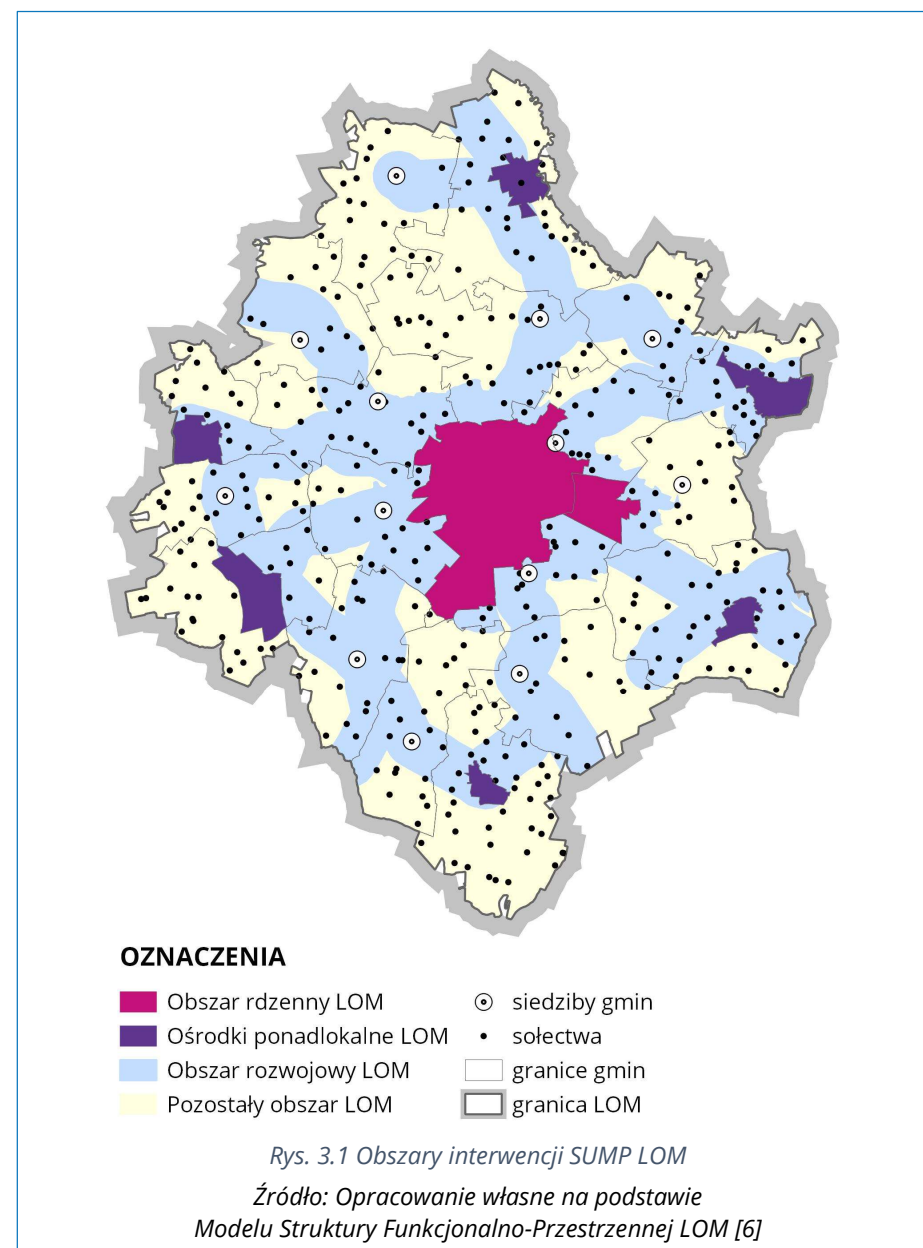 OZNACZENIA
Obszar rdzenny LOM
Ośrodki ponadlokalne LOM
Obszar rozwojowy LOM
Pozostały obszar LOM
siedziby gmin
sołectwa
granice gmin
granica LOM
Rys. 3.1 Obszary interwencji SUMP LOM
Źródło: Opracowanie własne na podstawie
Modelu Struktury Funkcjonalno-Przestrzennej LOM [6]